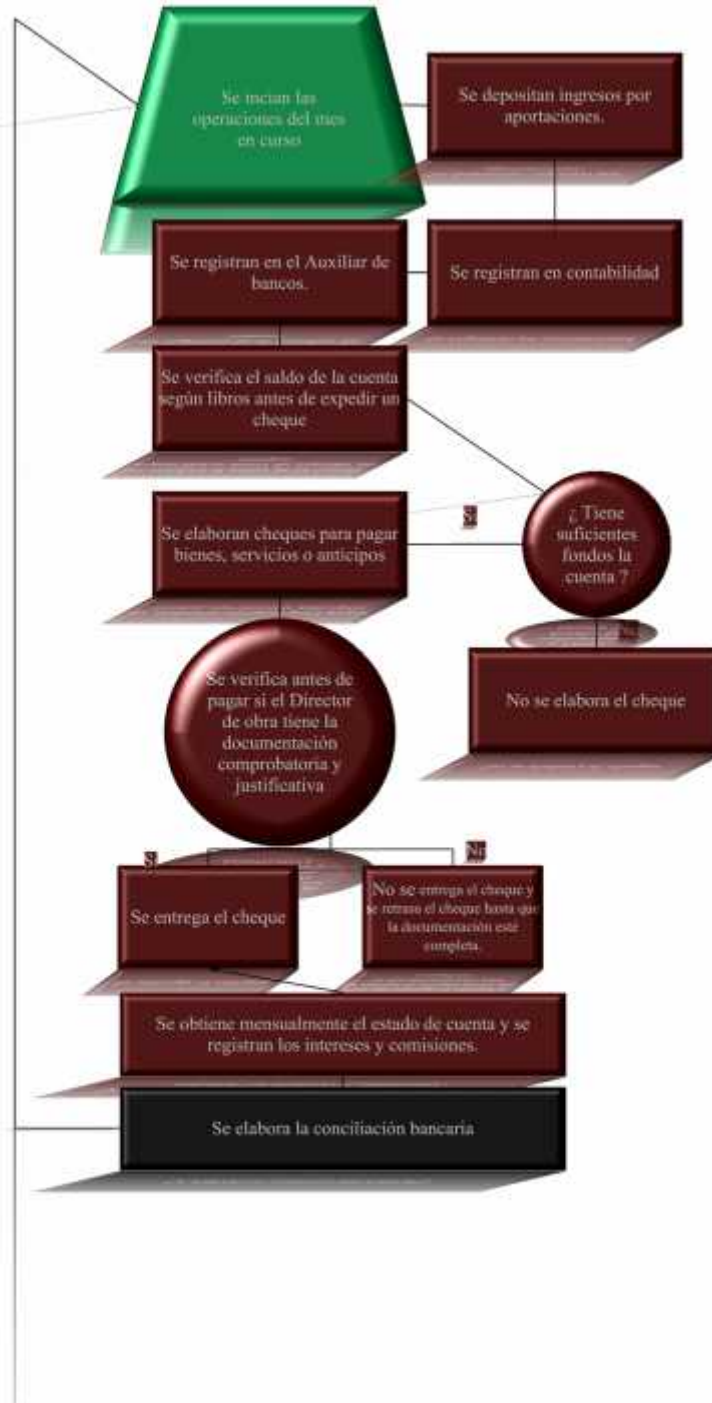 Se inician las
operaciones del mes
en curso
Se depositan ingresos por
aportaciones.
Se registran en contabilidad
Se registran en el Auxiliar de
bancos.
Se verifica el saldo de la cuenta
según libros antes de expedir un
cheque
¿ Tiene
suficientes
fondos la
cuenta ?
Si
Se elaboran cheques para pagar
bienes, servicios o anticipos
No
No se elabora el cheque
Se verifica antes de
pagar si el Director
de obra tiene la
documentación
comprobatoria y
justificativa
Si
Se entrega el cheque
No
No se entrega el cheque y
se retrasa el cheque hasta que
la documentación esté
completa.
Se obtiene mensualmente el estado de cuenta y se
registran los intereses y comisiones.
Se elabora la conciliación bancaria